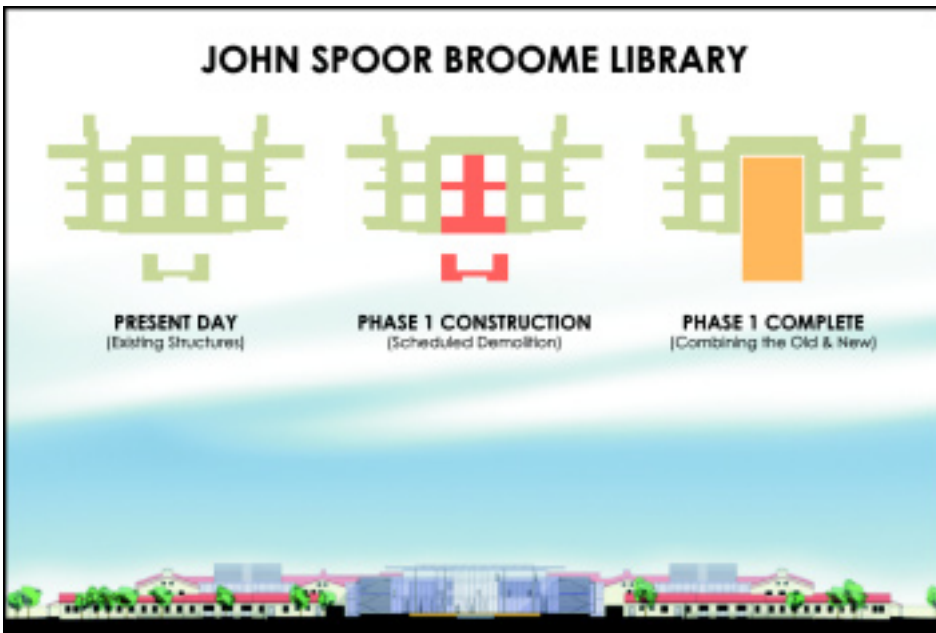 JOHN SPOOR BROOME LIBRARY
PRESENT DAY
(Existing Structures)
PHASE 1 CONSTRUCTION
(Scheduled Demolition)
PHASE 1 COMPLETE
(Combining the Old & New)